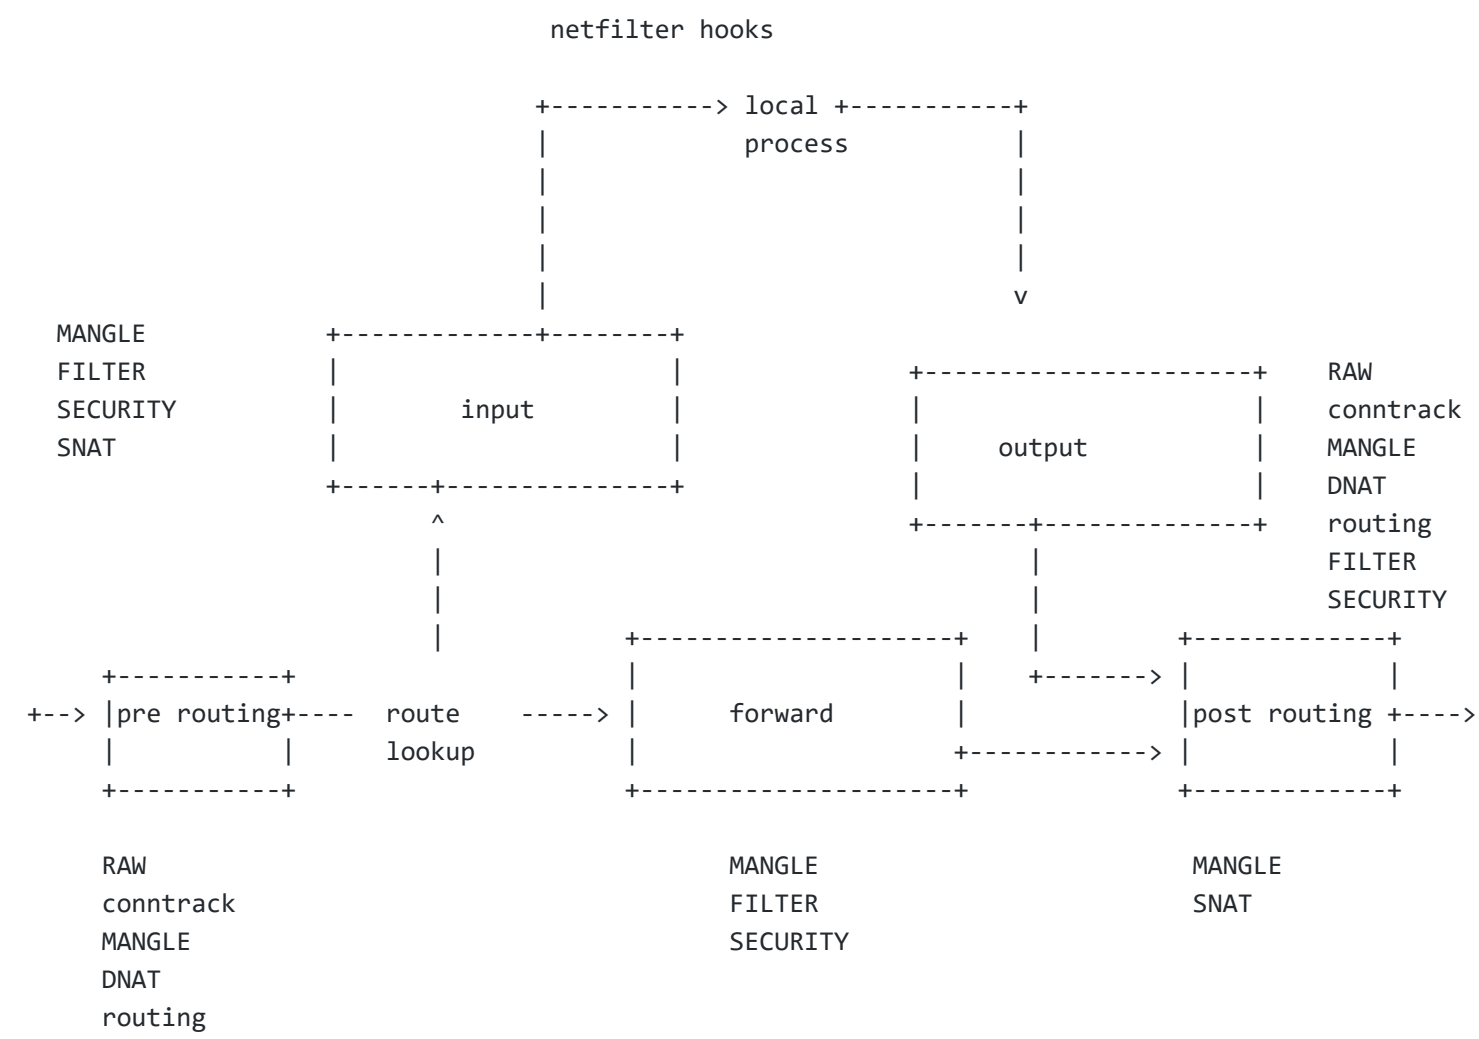 netfilter hooks
+-----------> local +-----------+
|             process           |
|                               |
|                               |
|                               |
|                               v
MANGLE            +-------------+--------+
FILTER            |                      |               +----------------------+    RAW
SECURITY          |        input         |               |                      |    conntrack
SNAT              |                      |               |     output           |    MANGLE
+------+---------------+               |                      |    DNAT
^                               +-------+--------------+    routing
|                                       |                   FILTER
|                                       |                   SECURITY
|            +----------------------+    |         +-------------+
+-----------+                      |                      |    +-------> |             |
+--> |pre routing+----  route    -----> |      forward         |              |post routing +---->
|           |      lookup          |                      +------------> |             |
+-----------+                      +----------------------+              +-------------+
RAW                                       MANGLE                         MANGLE
conntrack                                 FILTER                         SNAT
MANGLE                                    SECURITY
DNAT
routing